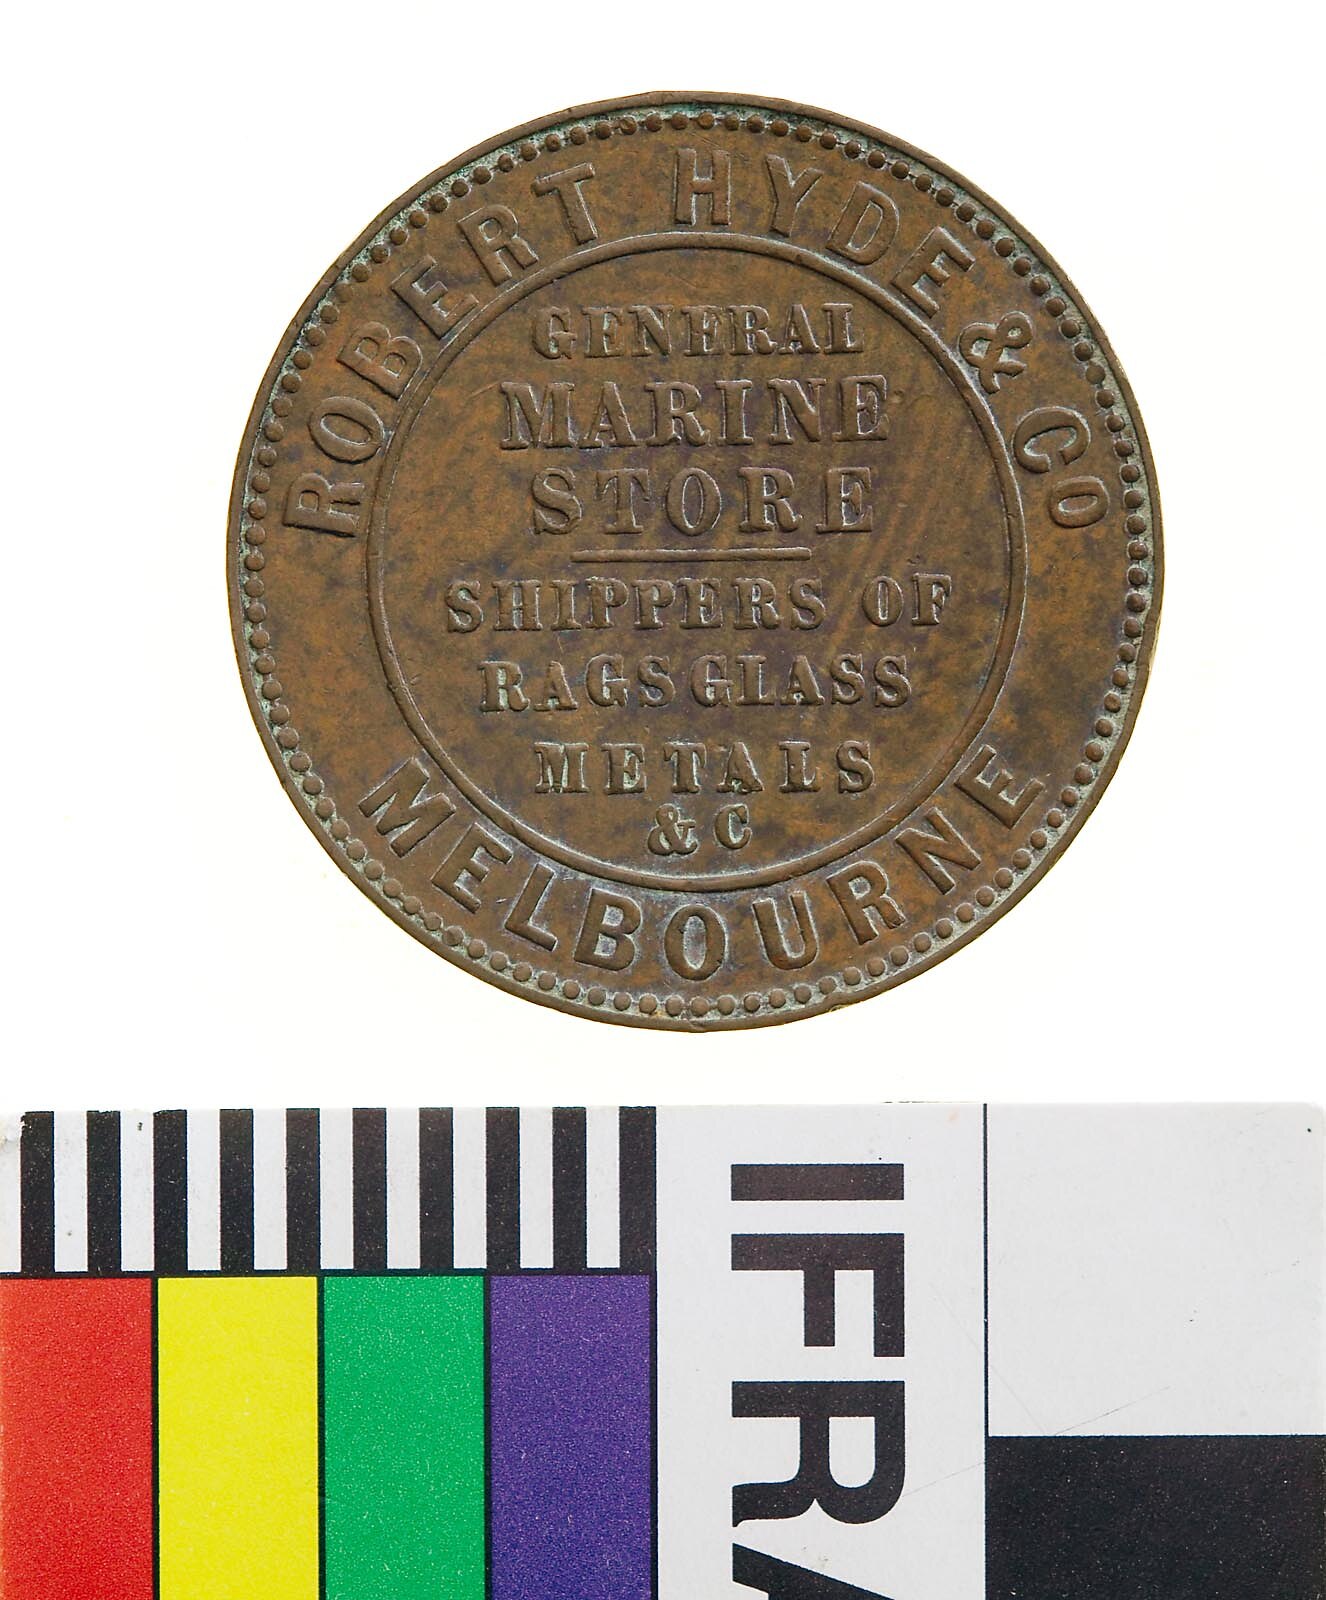 ROBERT HYDE & CO
GENERAL
MARINE
STORE
SHIPPERS OF
RAGS GLASS
METALS
& C
MELBOURNE
IFRA